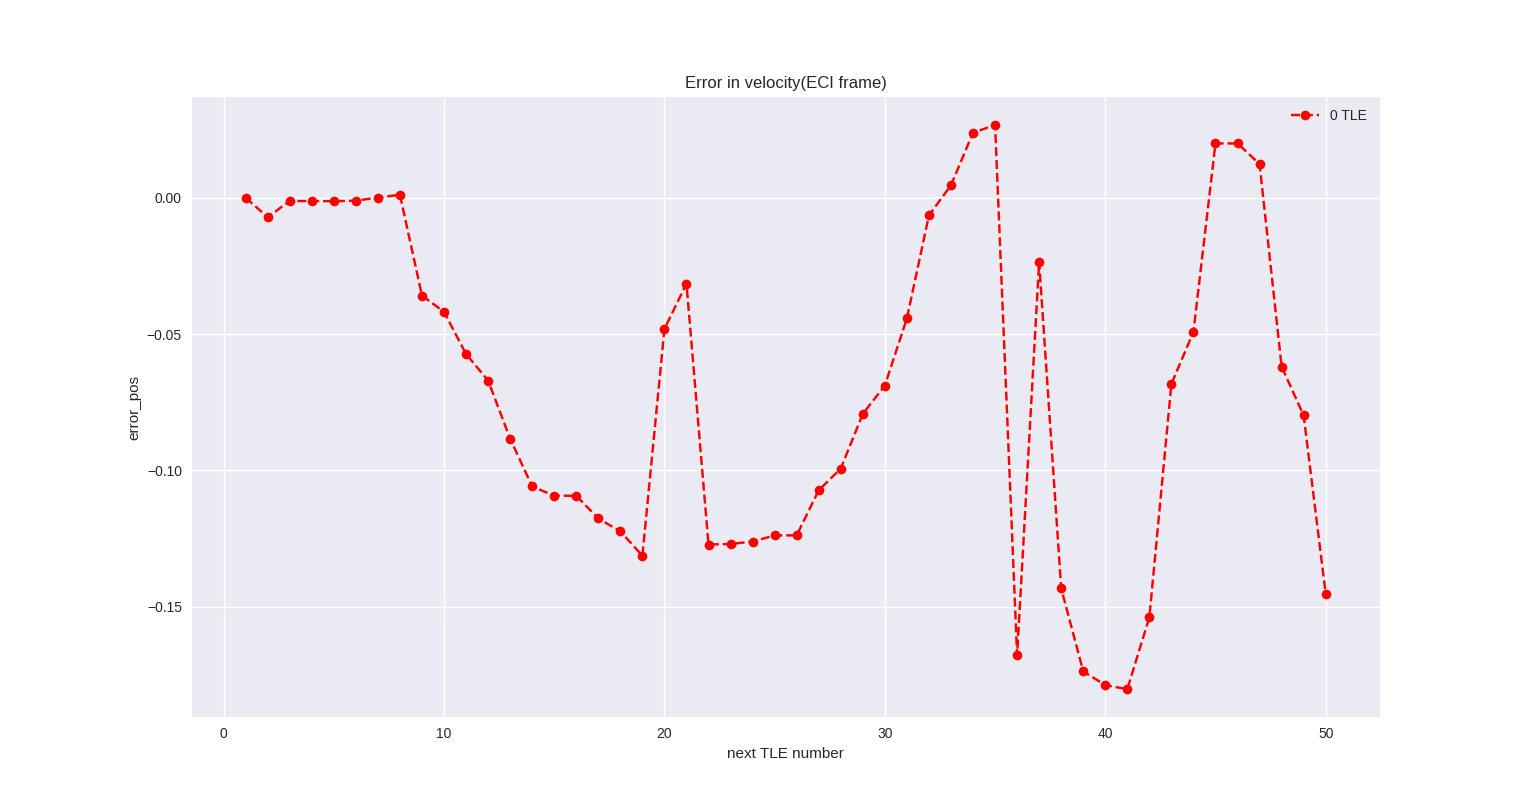 Error in velocity(ECI frame)
0 TLE
0.00
−0.05
−0.10
−0.15
error_pos
0 10 20 30 40 50
next TLE number